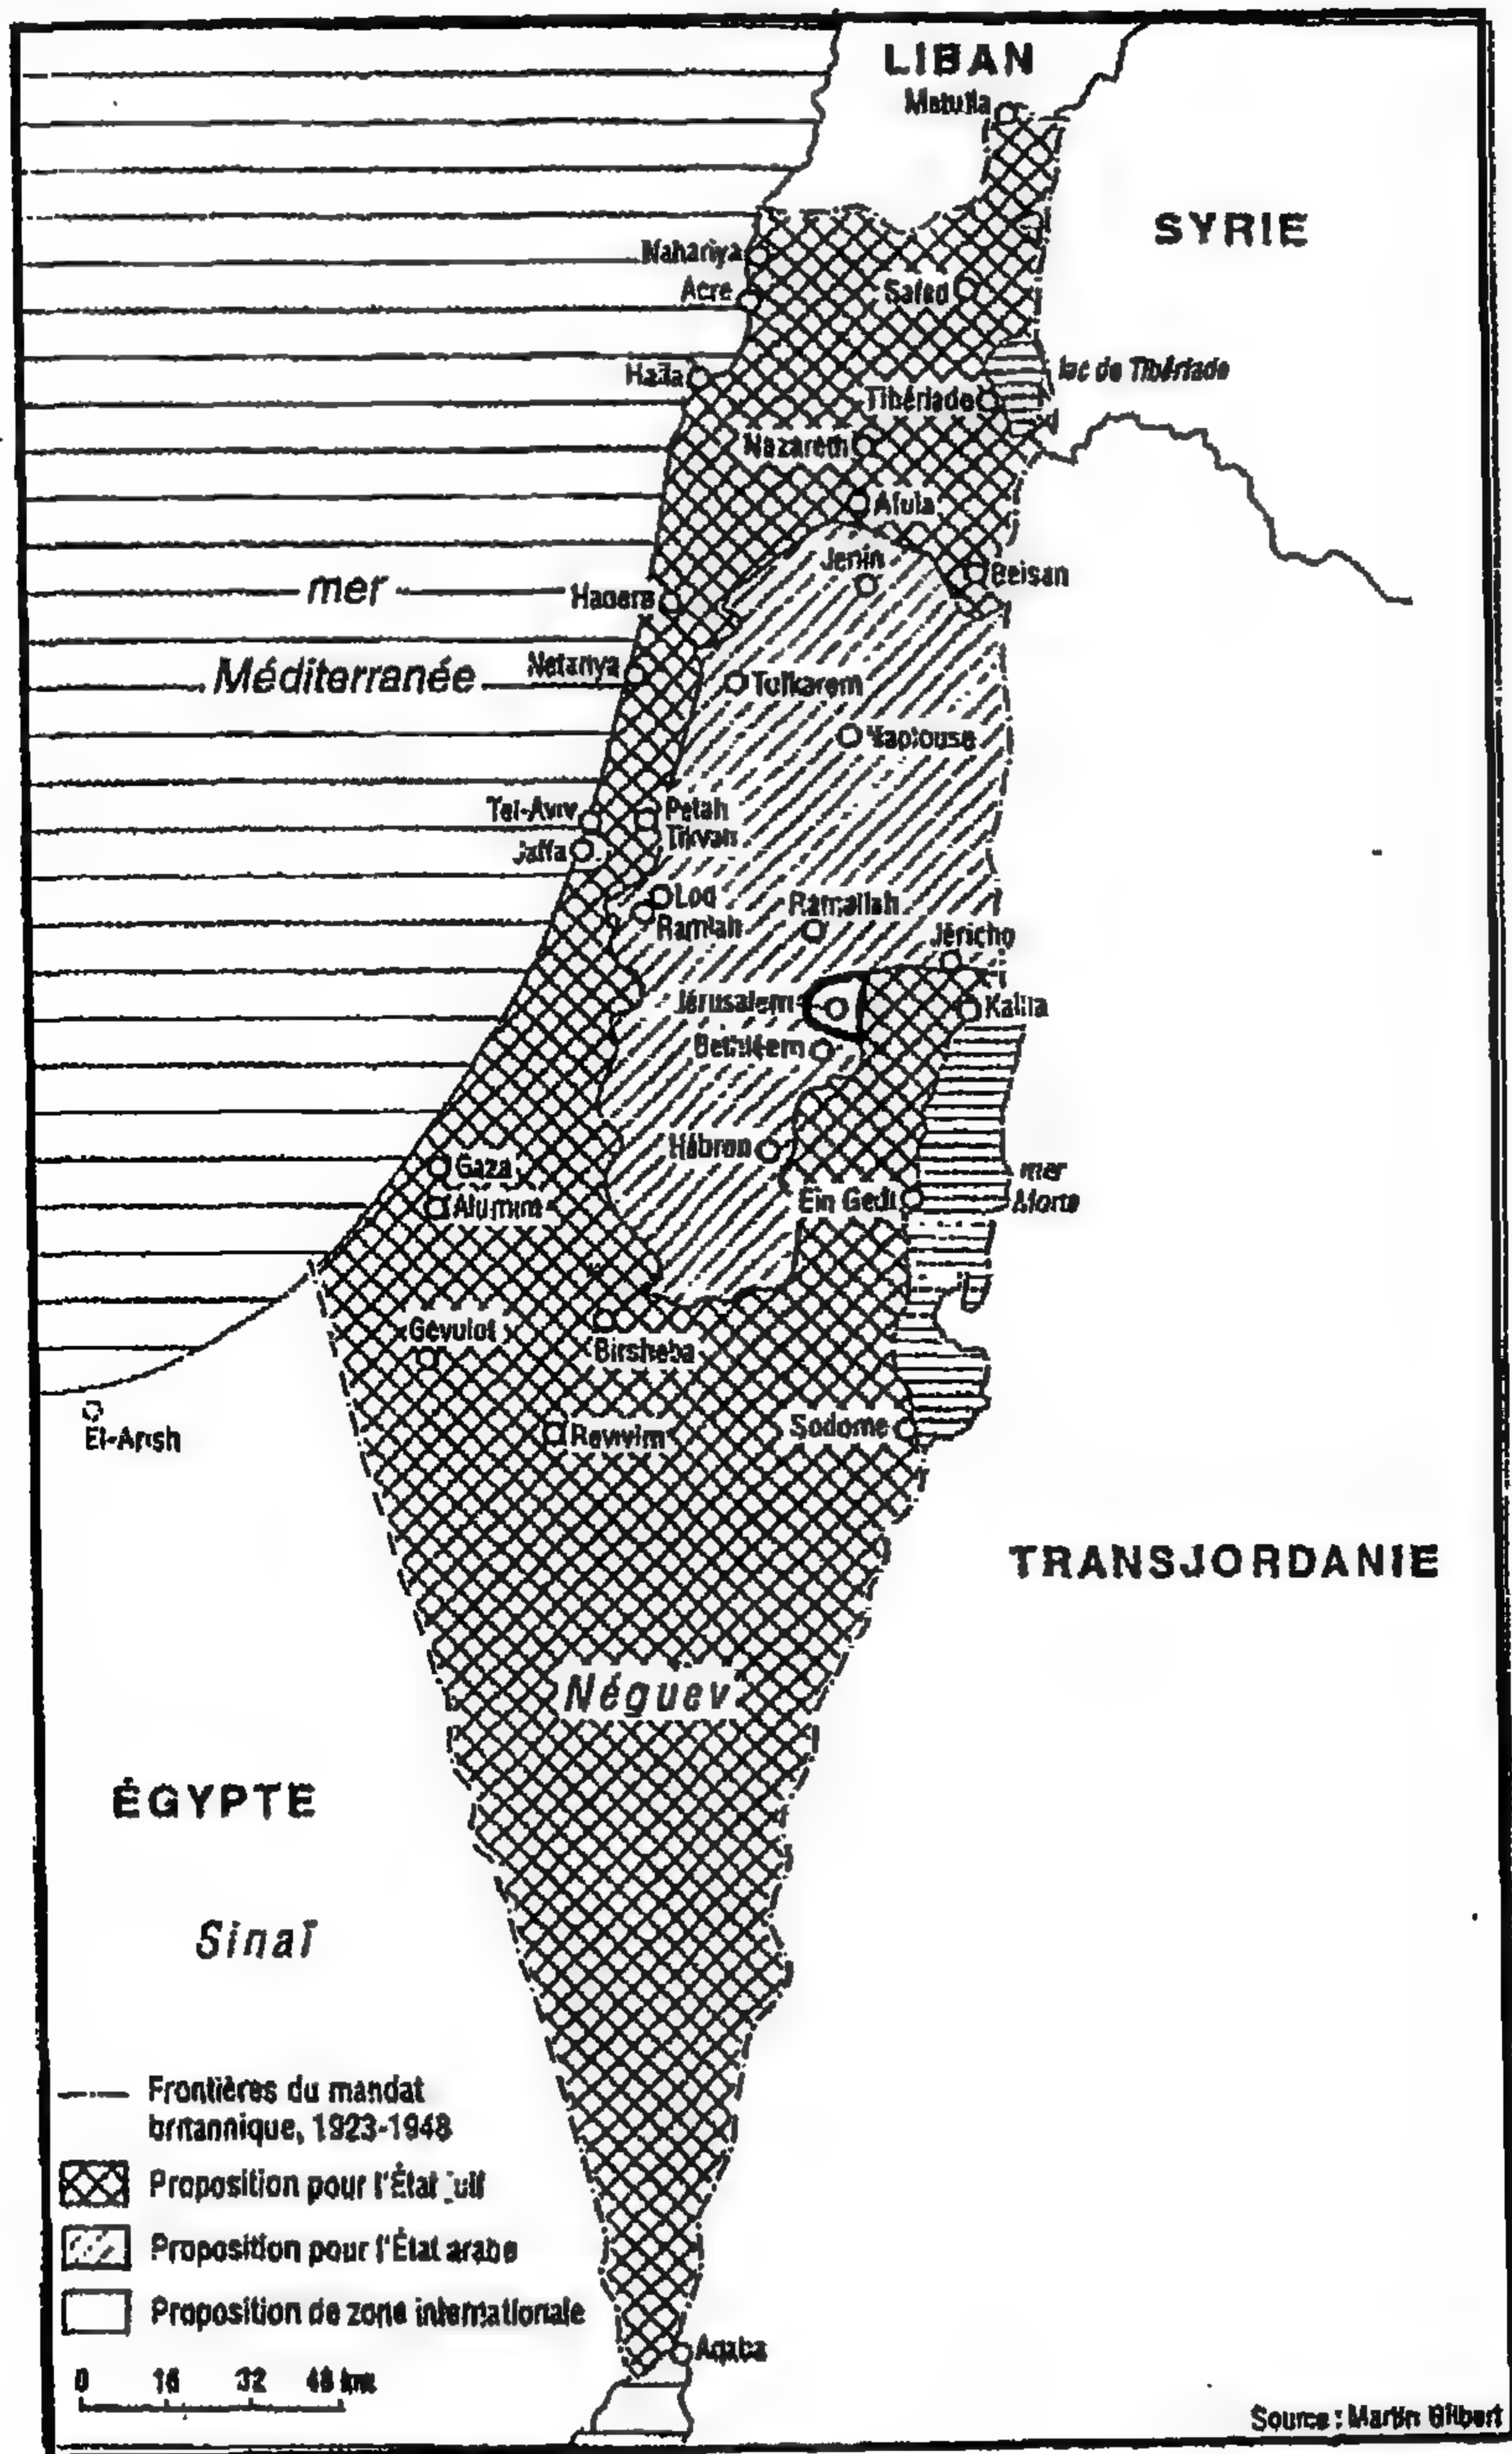 LIBAN
Metulla
SYRIE
Nahariya
Acre
Safed
Haïfa
lac de Tibériade
Tibériade
Nazareth
Afula
Jenin
Beisan
mer
Hadera
Méditerranée
Netanya
Tulkarem
Naplouse
Tel-Aviv
Petah
Tikvah
Jaffa
Lod
Ramallah
Ramlah
Jéricho
Jérusalem
Kallia
Bethléem
Hébron
mer
Morte
Gaza
Ein Gedi
Alumim
Gevulot
Birsheba
Revivim
Sodome
El-Arish
TRANSJORDANIE
Néguev
ÉGYPTE
Sinaï
Frontières du mandat
britannique, 1923-1948
Proposition pour l'État juif
Proposition pour l'État arabe
Proposition de zone internationale
Aqaba
0 16 32 48 km
Source : Martin Gilbert